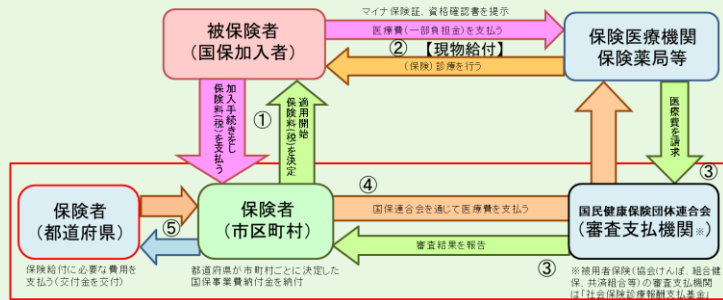 マイナ保険証、資格確認書を提示
被保険者
(国保加入者)
医療費(一部負担金)を支払う
② 【現物給付】
(保険)診療を行う
保険医療機関
保険薬局等
加入手続きをし
保険料(税)を支払う
①
適用開始
保険料(税)を決定
医療費を請求
③
保険者
(都道府県)
⑤
保険者
(市区町村)
④
国保連合会を通じて医療費を支払う
審査結果を報告
③
国民健康保険団体連合会
(審査支払機関※)
保険給付に必要な費用を
支払う(交付金を交付)
都道府県が市町村ごとに決定した
国保事業費納付金を納付
※被用者保険(協会けんぽ、組合健
保、共済組合等)の審査支払機関
は「社会保険診療報酬支払基金」